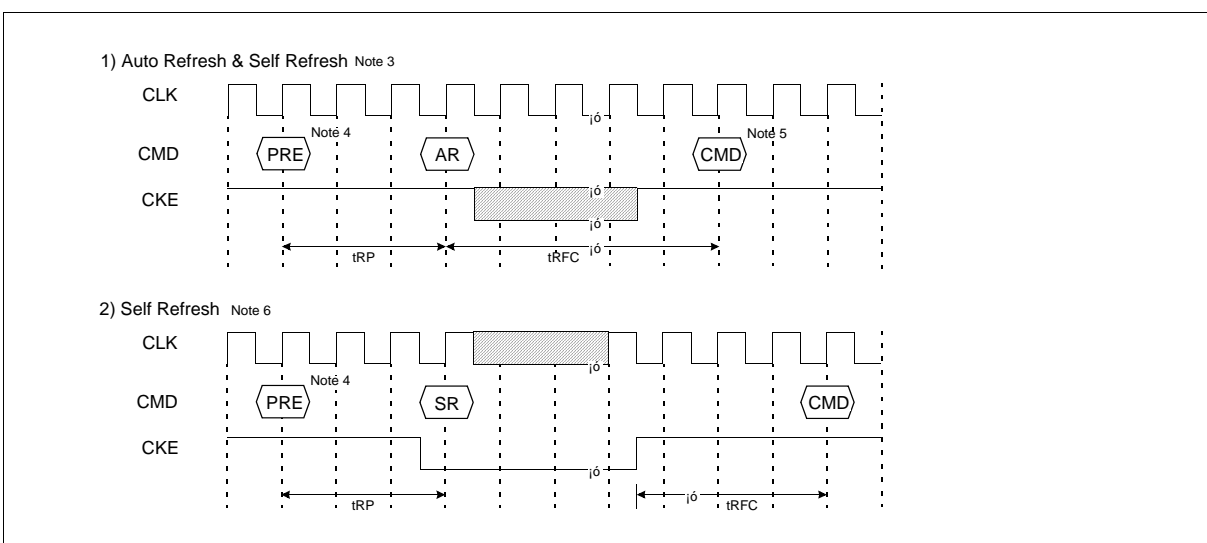 1) Auto Refresh & Self Refresh Note 3
CLK
¡ó
CMD
PRE
Note 4
AR
CMD
Note 5
CKE
¡ó
¡ó
tRP
tRFC
¡ó
2) Self Refresh Note 6
CLK
¡ó
CMD
PRE
Note 4
SR
CMD
CKE
¡ó
tRP
¡ó
tRFC